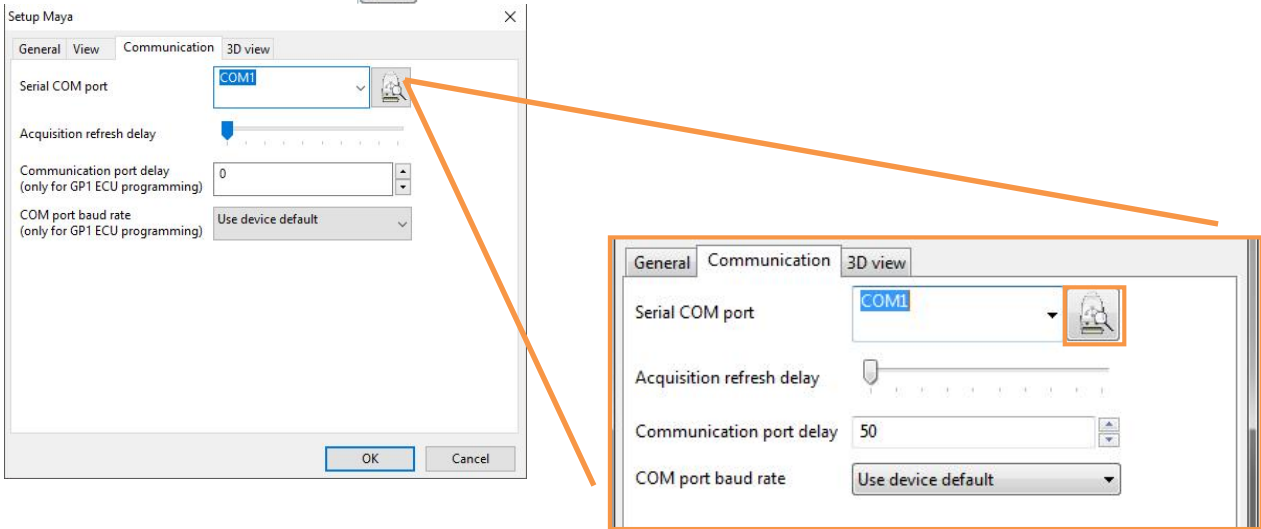 Setup Maya
General View Communication 3D view
Serial COM port COM1
Acquisition refresh delay
Communication port delay
(only for GP1 ECU programming) 0
COM port baud rate
(only for GP1 ECU programming) Use device default
OK Cancel
General Communication 3D view
Serial COM port COM1
Acquisition refresh delay
Communication port delay 50
COM port baud rate Use device default